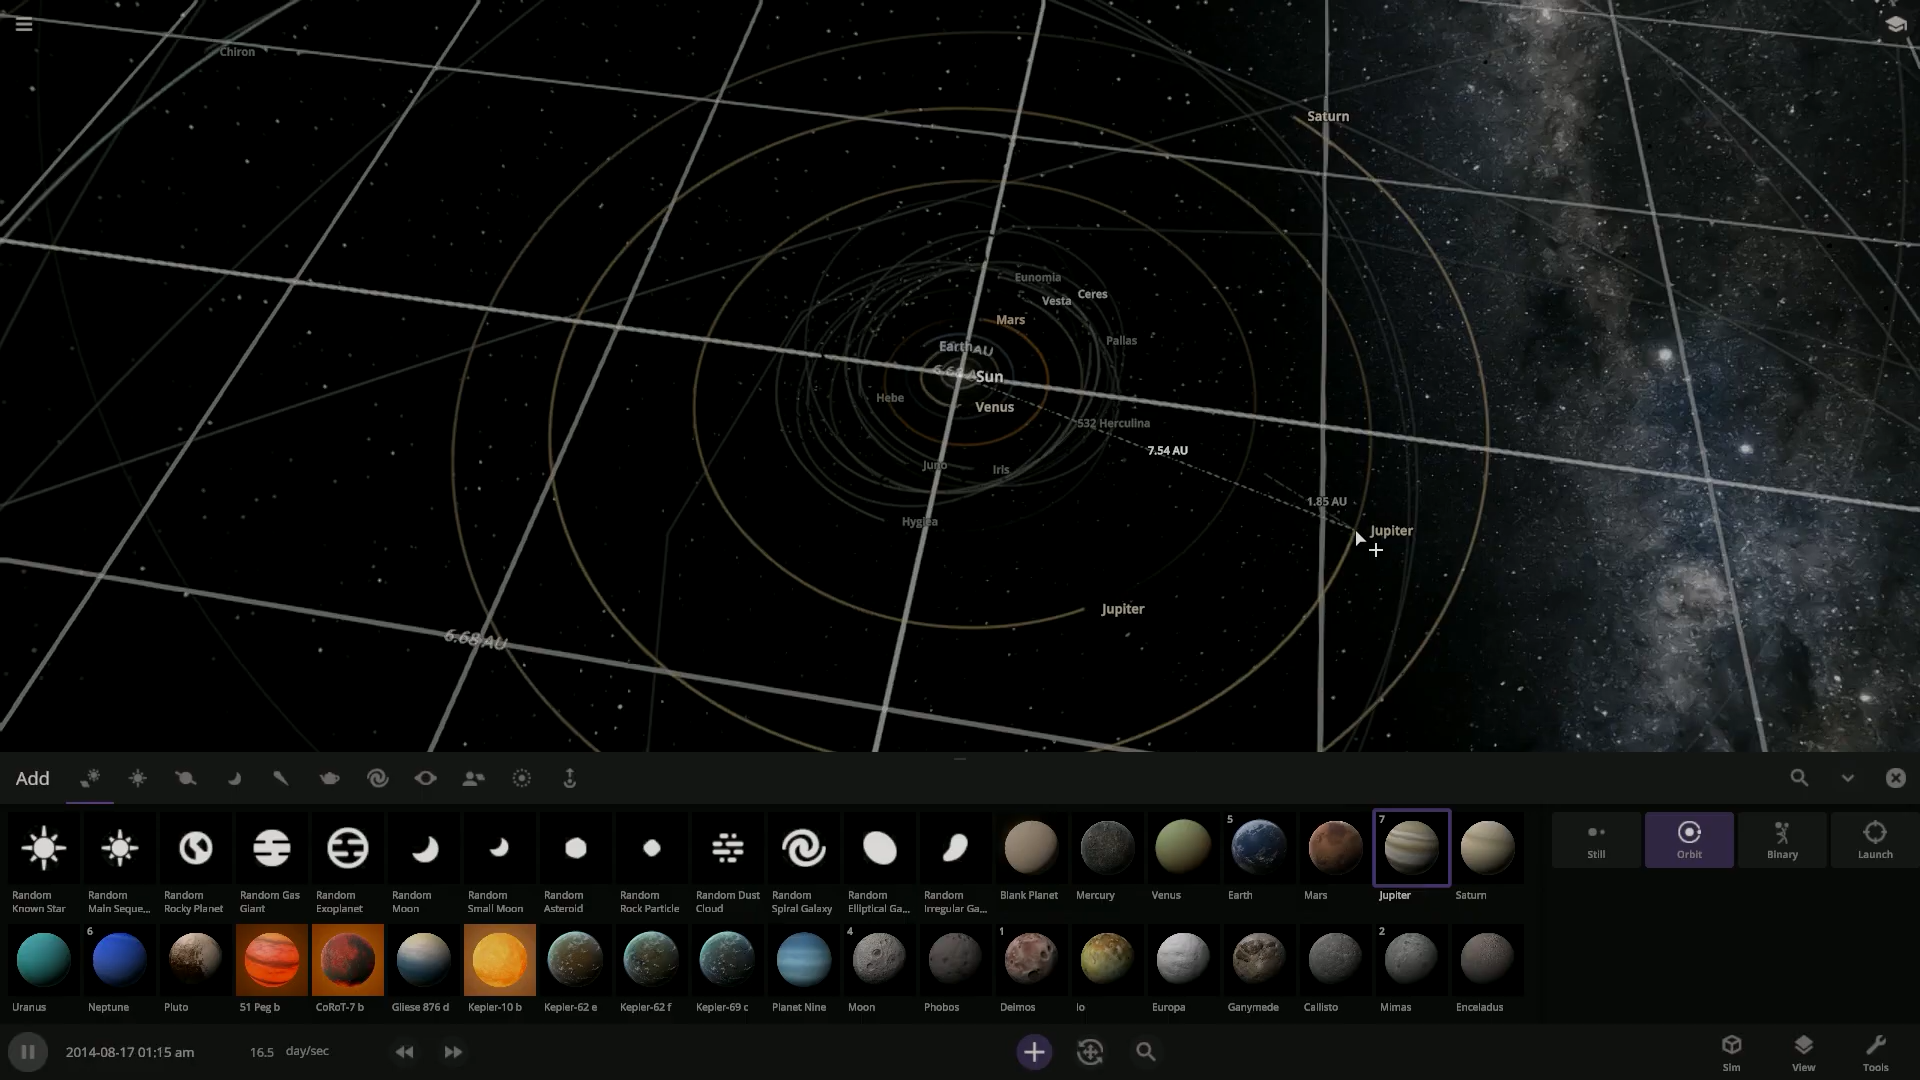 Chiron
Saturn
Eunomia
Vesta
Ceres
Mars
Pallas
Earth
AU
Sun
Hebe
Venus
532 Herculina
7.54 AU
Juno
Iris
1.85 AU
Hygiea
Jupiter
Jupiter
6.68 AU
Add
5
7
Random Known Star
Random Main Seque...
Random Rocky Planet
Random Gas Giant
Random Exoplanet
Random Moon
Random Small Moon
Random Asteroid
Random Rock Particle
Random Dust Cloud
Random Spiral Galaxy
Random Elliptical Ga...
Random Irregular Ga...
Blank Planet
Mercury
Venus
Earth
Mars
Jupiter
Saturn
Still
Orbit
Binary
Launch
6
4
1
2
Uranus
Neptune
Pluto
51 Peg b
CoRoT-7 b
Gliese 876 d
Kepler-10 b
Kepler-62 e
Kepler-62 f
Kepler-69 c
Planet Nine
Moon
Phobos
Deimos
Io
Europa
Ganymede
Callisto
Mimas
Enceladus
2014-08-17 01:15 am
16.5 day/sec
Sim
View
Tools